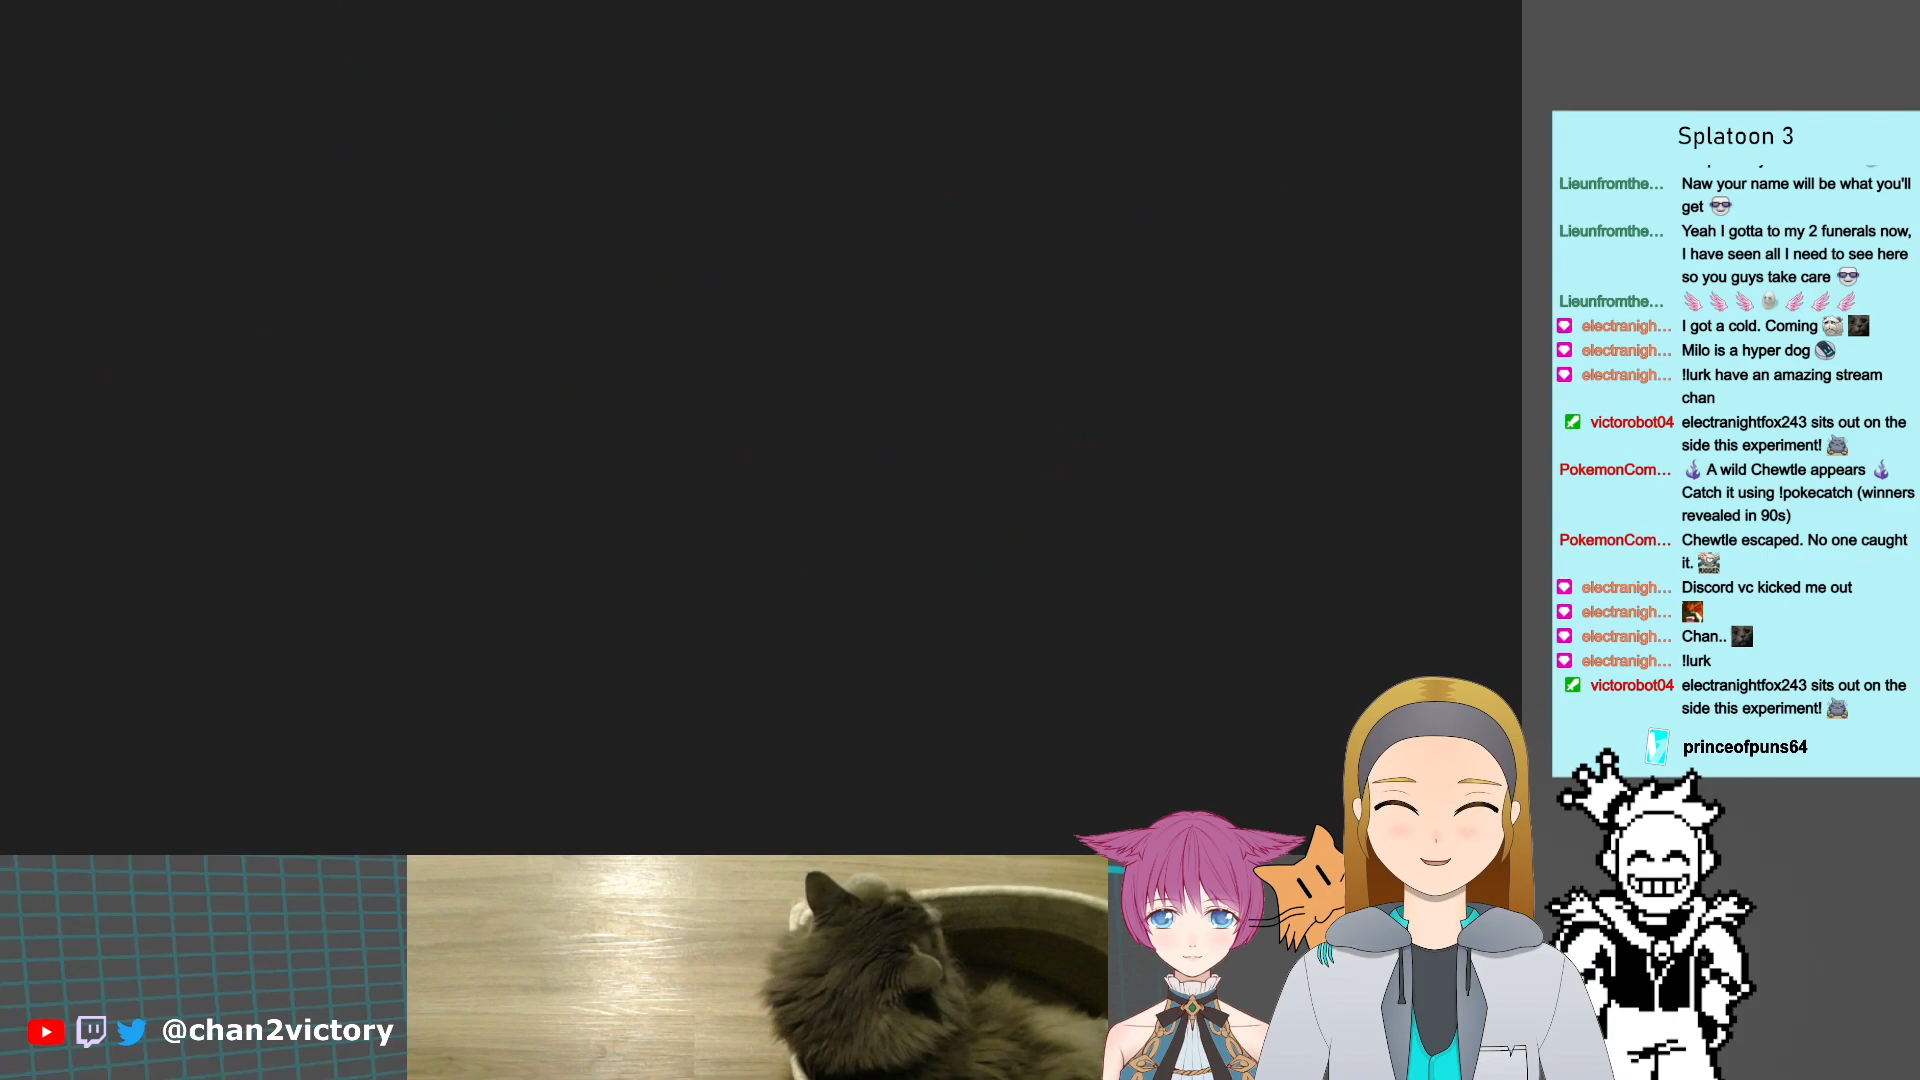 Splatoon 3
Lieunfromthe… Naw your name will be what you'll
get
Lieunfromthe… Yeah I gotta to my 2 funerals now,
I have seen all I need to see here
so you guys take care
Lieunfromthe…
electranigh… I got a cold. Coming
electranigh… Milo is a hyper dog
electranigh… !lurk have an amazing stream
chan
victorobot04 electranightfox243 sits out on the
side this experiment!
PokemonCom… A wild Chewtle appears
Catch it using !pokecatch (winners
revealed in 90s)
PokemonCom… Chewtle escaped. No one caught
it.
electranigh… Discord vc kicked me out
electranigh…
electranigh… Chan..
electranigh… !lurk
victorobot04 electranightfox243 sits out on the
side this experiment!
princeofpuns64
@chan2victory